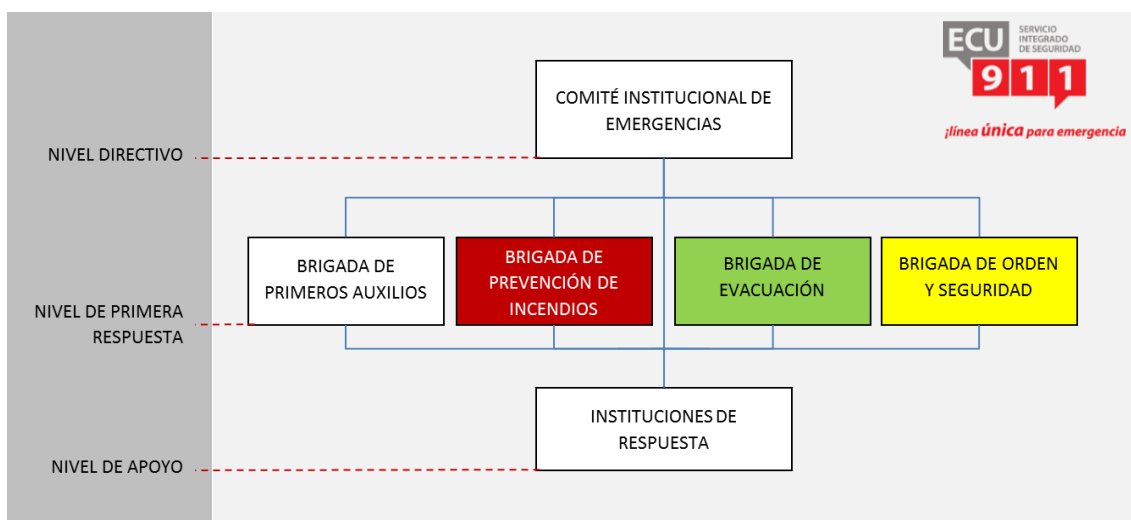 ECU
SERVICIO
INTEGRADO
DE SEGURIDAD
911
¡línea única para emergencia
COMITÉ INSTITUCIONAL DE
EMERGENCIAS
NIVEL DIRECTIVO
BRIGADA DE
PRIMEROS AUXILIOS
BRIGADA DE
PREVENCIÓN DE
INCENDIOS
BRIGADA DE
EVACUACIÓN
BRIGADA DE ORDEN
Y SEGURIDAD
NIVEL DE PRIMERA
RESPUESTA
INSTITUCIONES DE
RESPUESTA
NIVEL DE APOYO